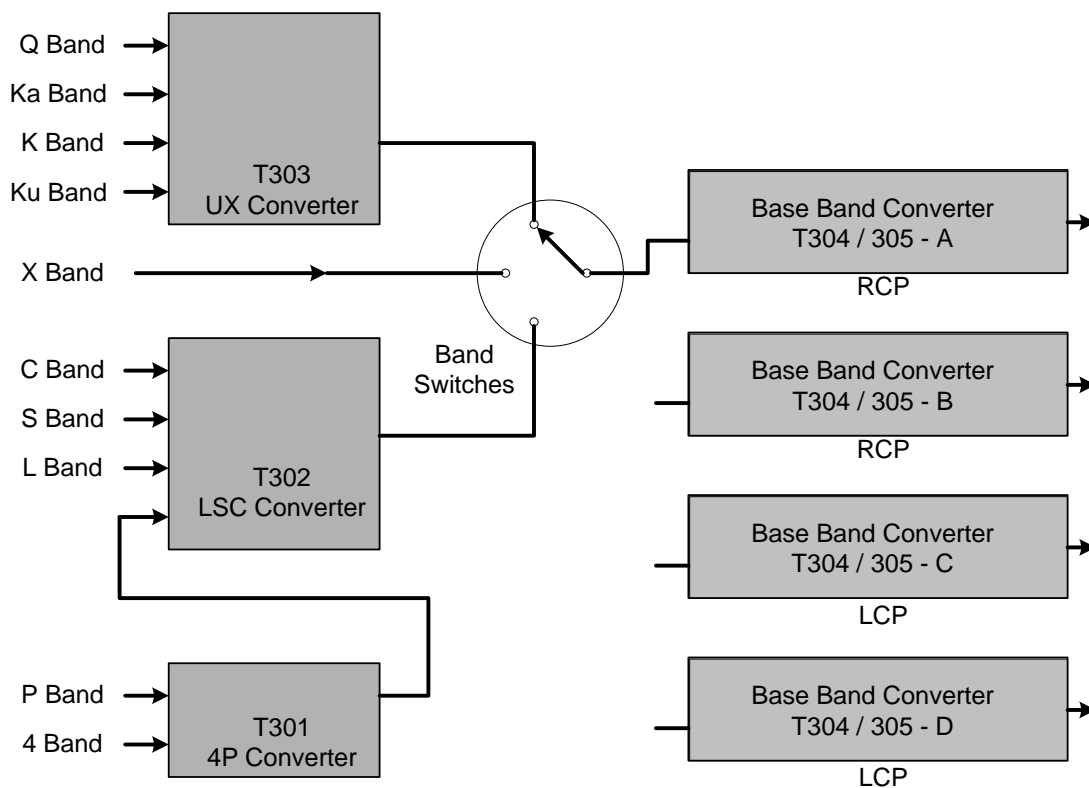 Q Band
Ka Band
K Band
Ku Band
T303
UX Converter
X Band
C Band
S Band
L Band
T302
LSC Converter
P Band
4 Band
T301
4P Converter
Band
Switches
Base Band Converter
T304 / 305 - A
RCP
Base Band Converter
T304 / 305 - B
RCP
Base Band Converter
T304 / 305 - C
LCP
Base Band Converter
T304 / 305 - D
LCP